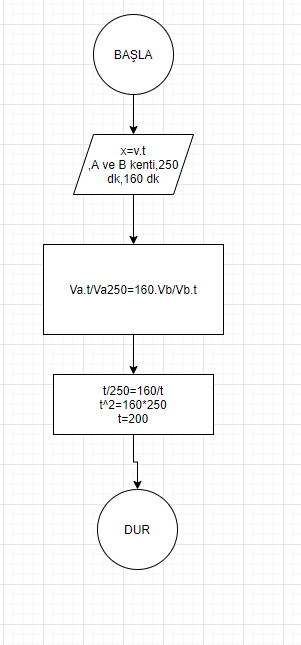 BAŞLA
x=v.t
,A ve B kenti,250
dk,160 dk
Va.t/Va250=160.Vb/Vb.t
t/250=160/t
t^2=160*250
t=200
DUR